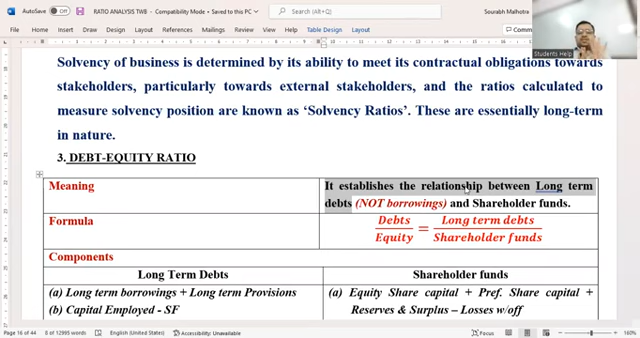 AutoSave Off
RATIO ANALYSIS TWB - Compatibility Mode • Saved to this PC
Sourabh Malhotra
File Home Insert Draw Design Layout References Mailings Review View Help Table Design Layout
Students Help
Solvency of business is determined by its ability to meet its contractual obligations towards
stakeholders, particularly towards external stakeholders, and the ratios calculated to
measure solvency position are known as ‘Solvency Ratios’. These are essentially long-term
in nature.
3. DEBT-EQUITY RATIO
Meaning
It establishes the relationship between Long term
debts (NOT borrowings) and Shareholder funds.
Formula
Debts / Equity = Long term debts / Shareholder funds
Components
Long Term Debts
Shareholder funds
(a) Long term borrowings + Long term Provisions
(b) Capital Employed - SF
(a) Equity Share capital + Pref. Share capital +
Reserves & Surplus – Losses w/off
Page 16 of 44 8 of 12995 words English (United States) Accessibility: Unavailable Focus 160%